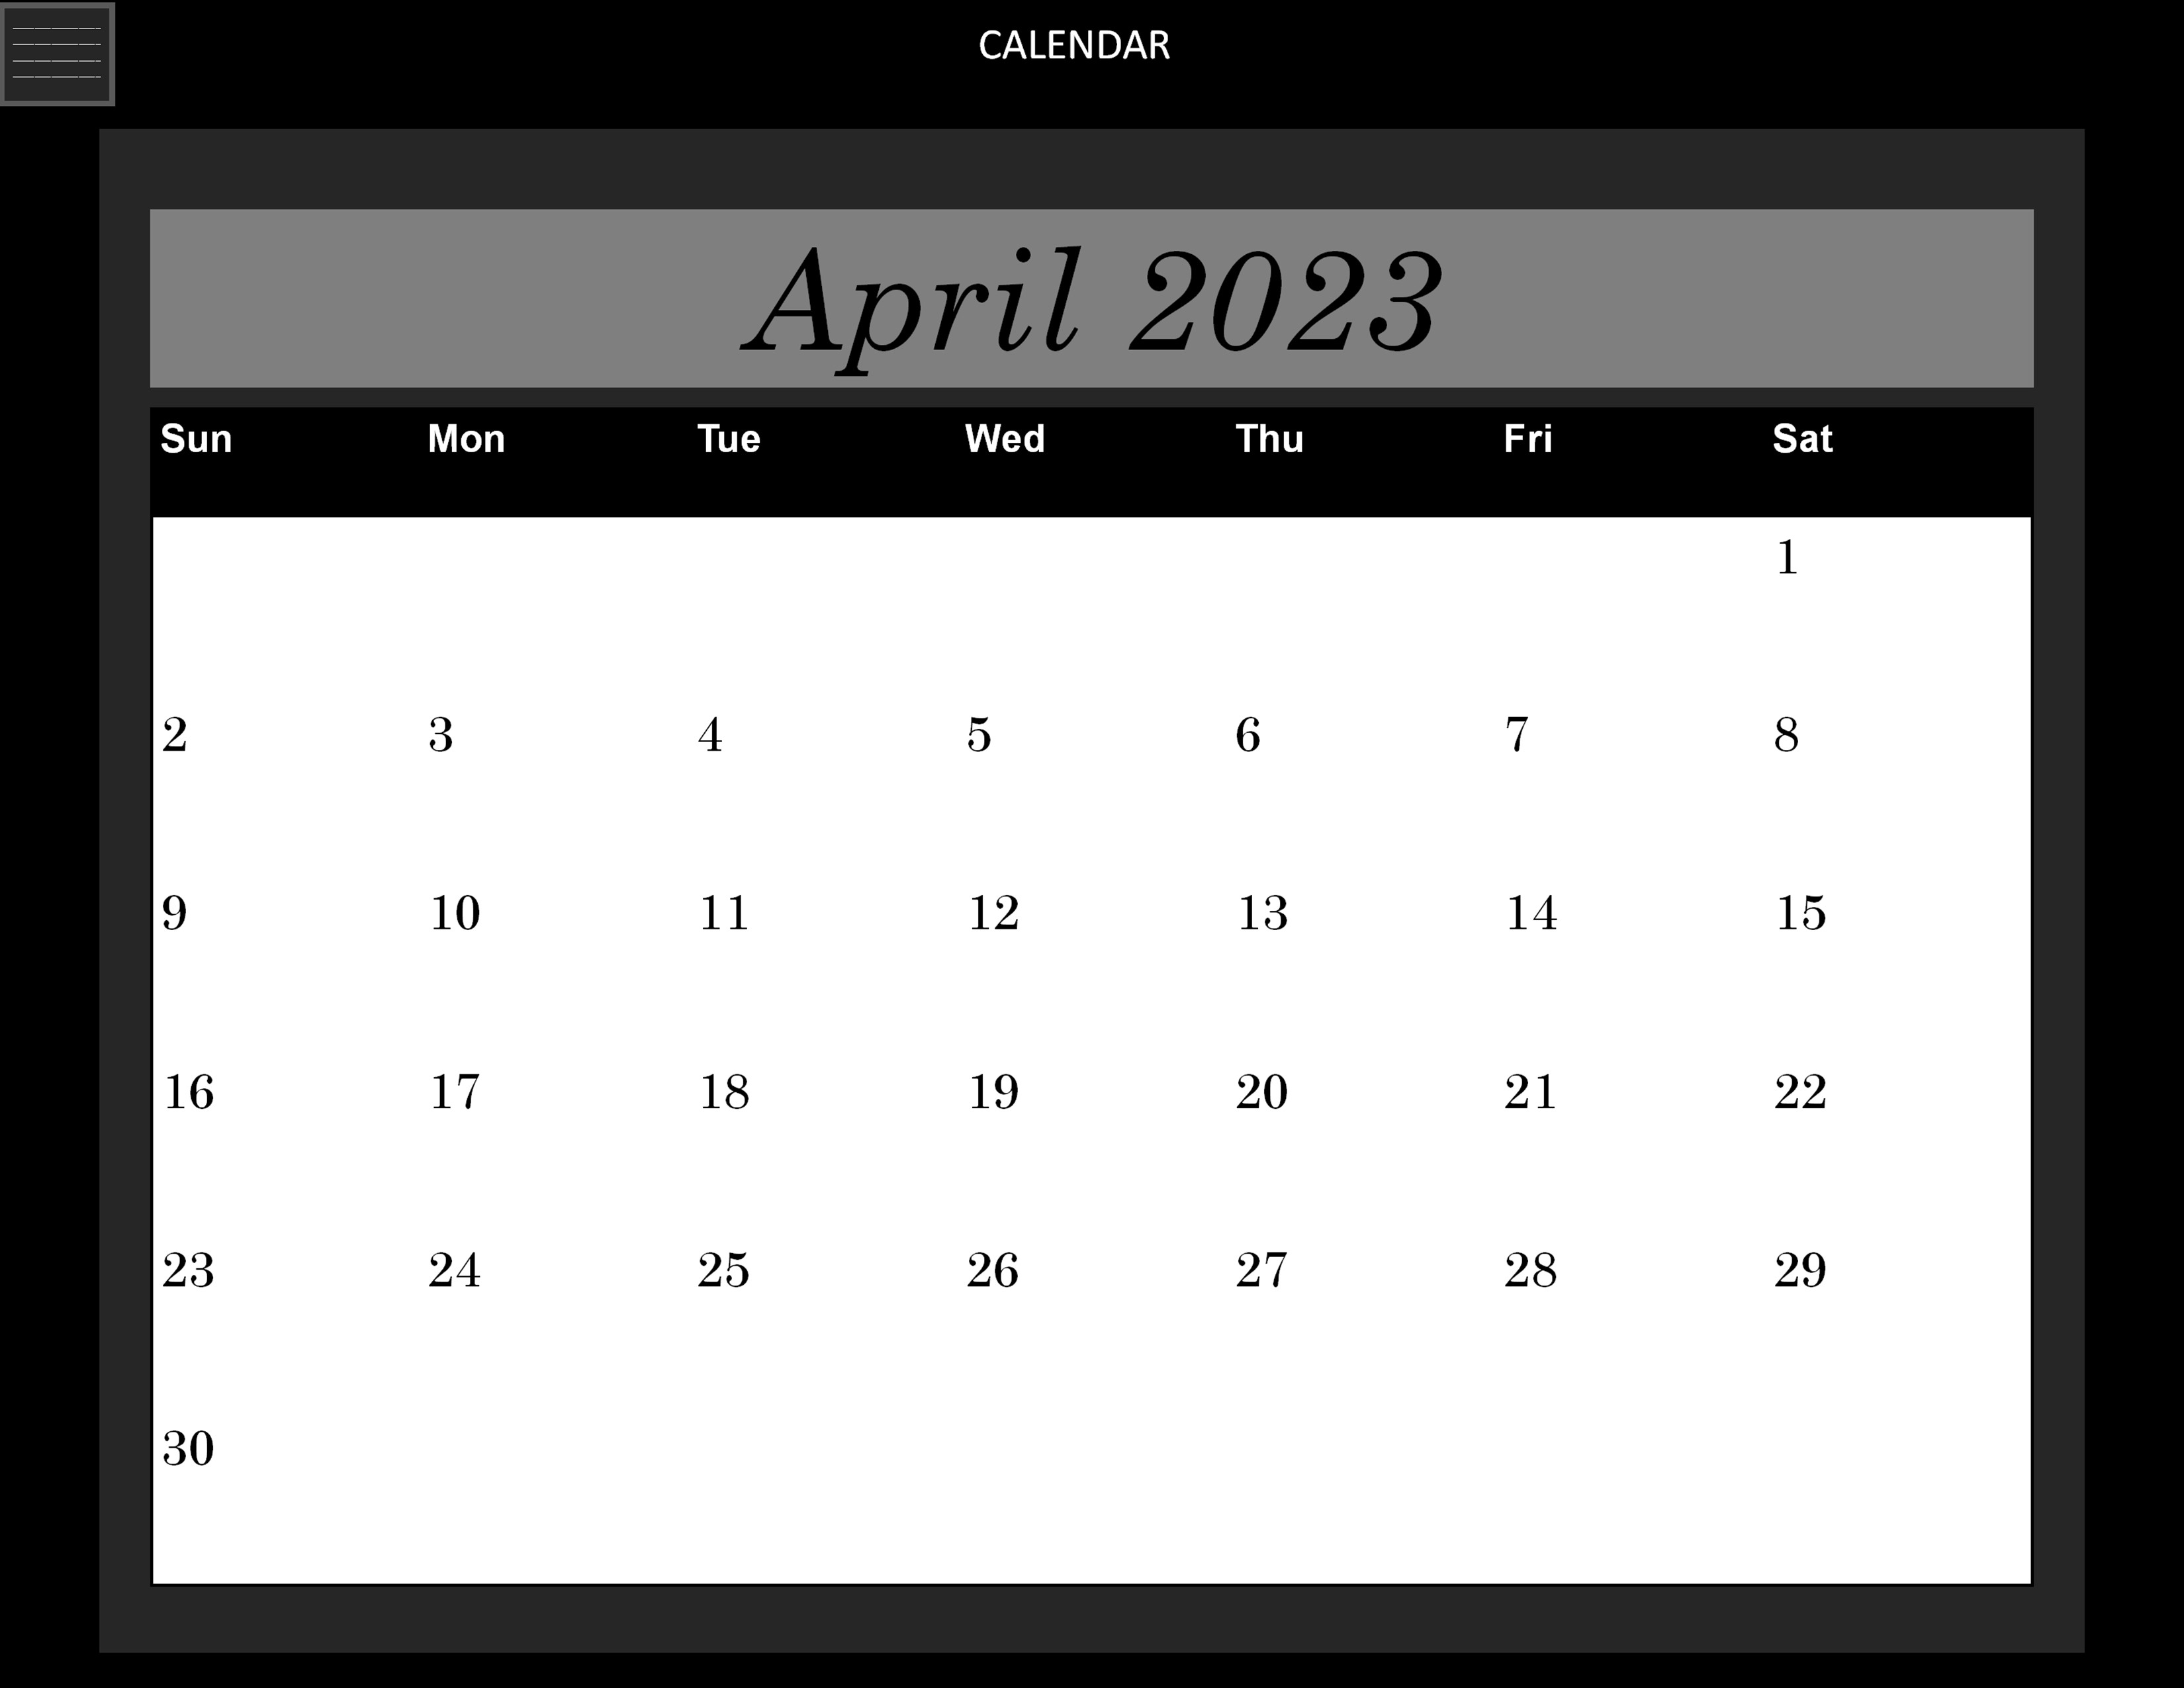 CALENDAR
April 2023
Sun Mon Tue Wed Thu Fri Sat
1
2 3 4 5 6 7 8
9 10 11 12 13 14 15
16 17 18 19 20 21 22
23 24 25 26 27 28 29
30